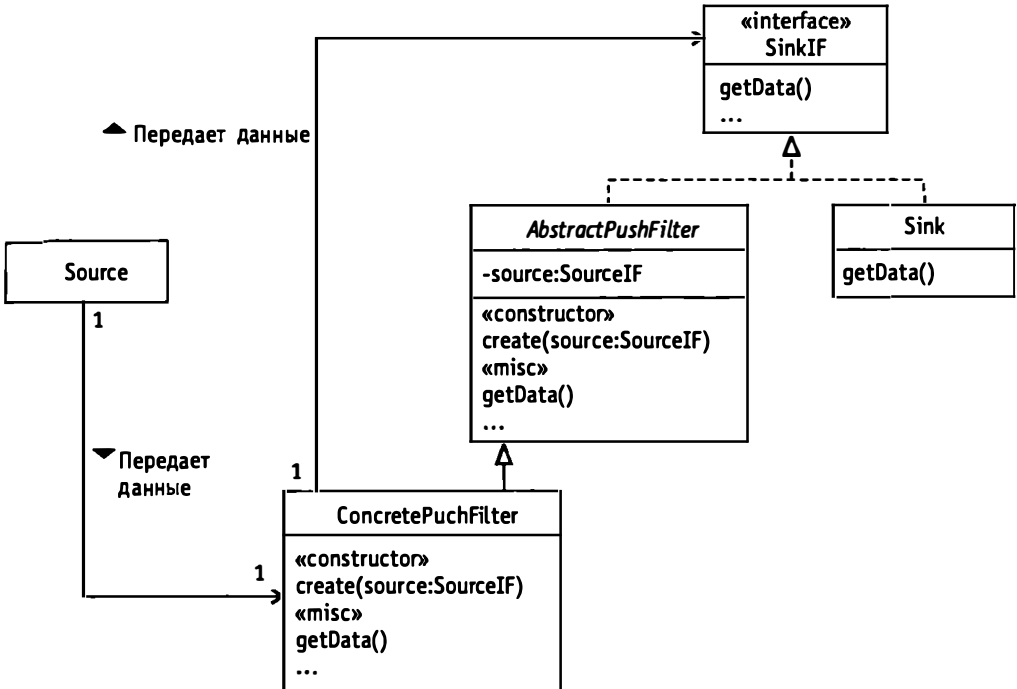 «interface»
SinkIF
getData()
...
Передает данные
AbstractPushFilter
-source:SourceIF
«constructor»
create(source:SourceIF)
«misc»
getData()
...
Sink
getData()
Source
1
Передает
данные
1
1
ConcretePuchFilter
«constructor»
create(source:SourceIF)
«misc»
getData()
...